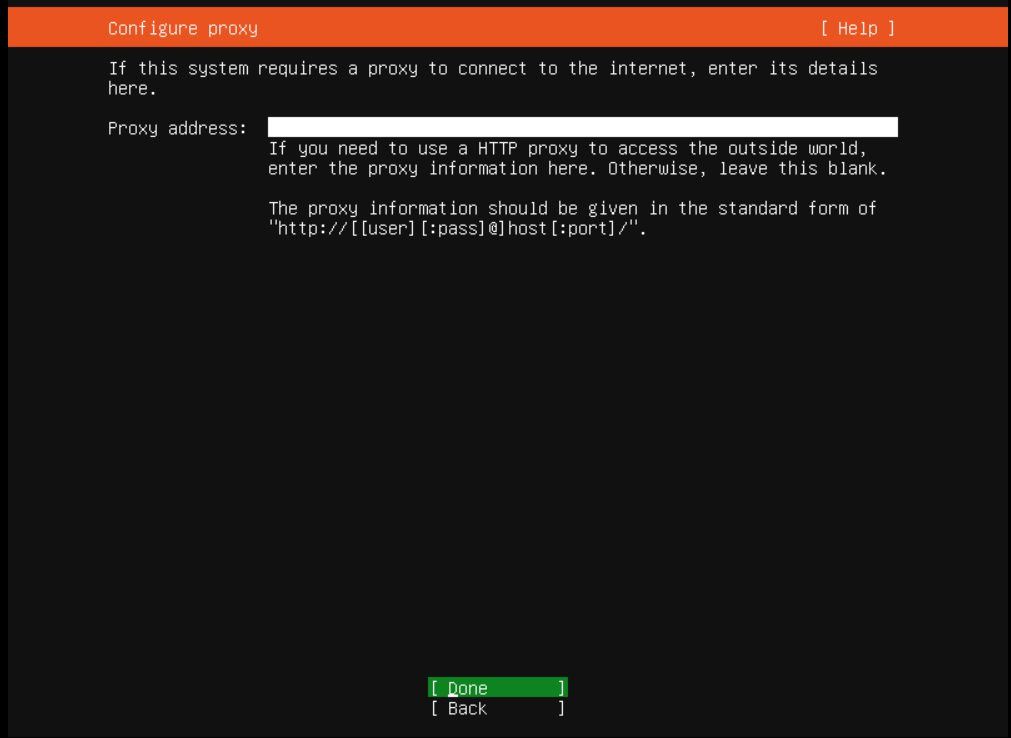 Configure proxy [ Help ]
If this system requires a proxy to connect to the internet, enter its details
here.
Proxy address:
If you need to use a HTTP proxy to access the outside world,
enter the proxy information here. Otherwise, leave this blank.
The proxy information should be given in the standard form of
"http://[[user][:pass]@]host[:port]/".
[ Done ]
[ Back ]